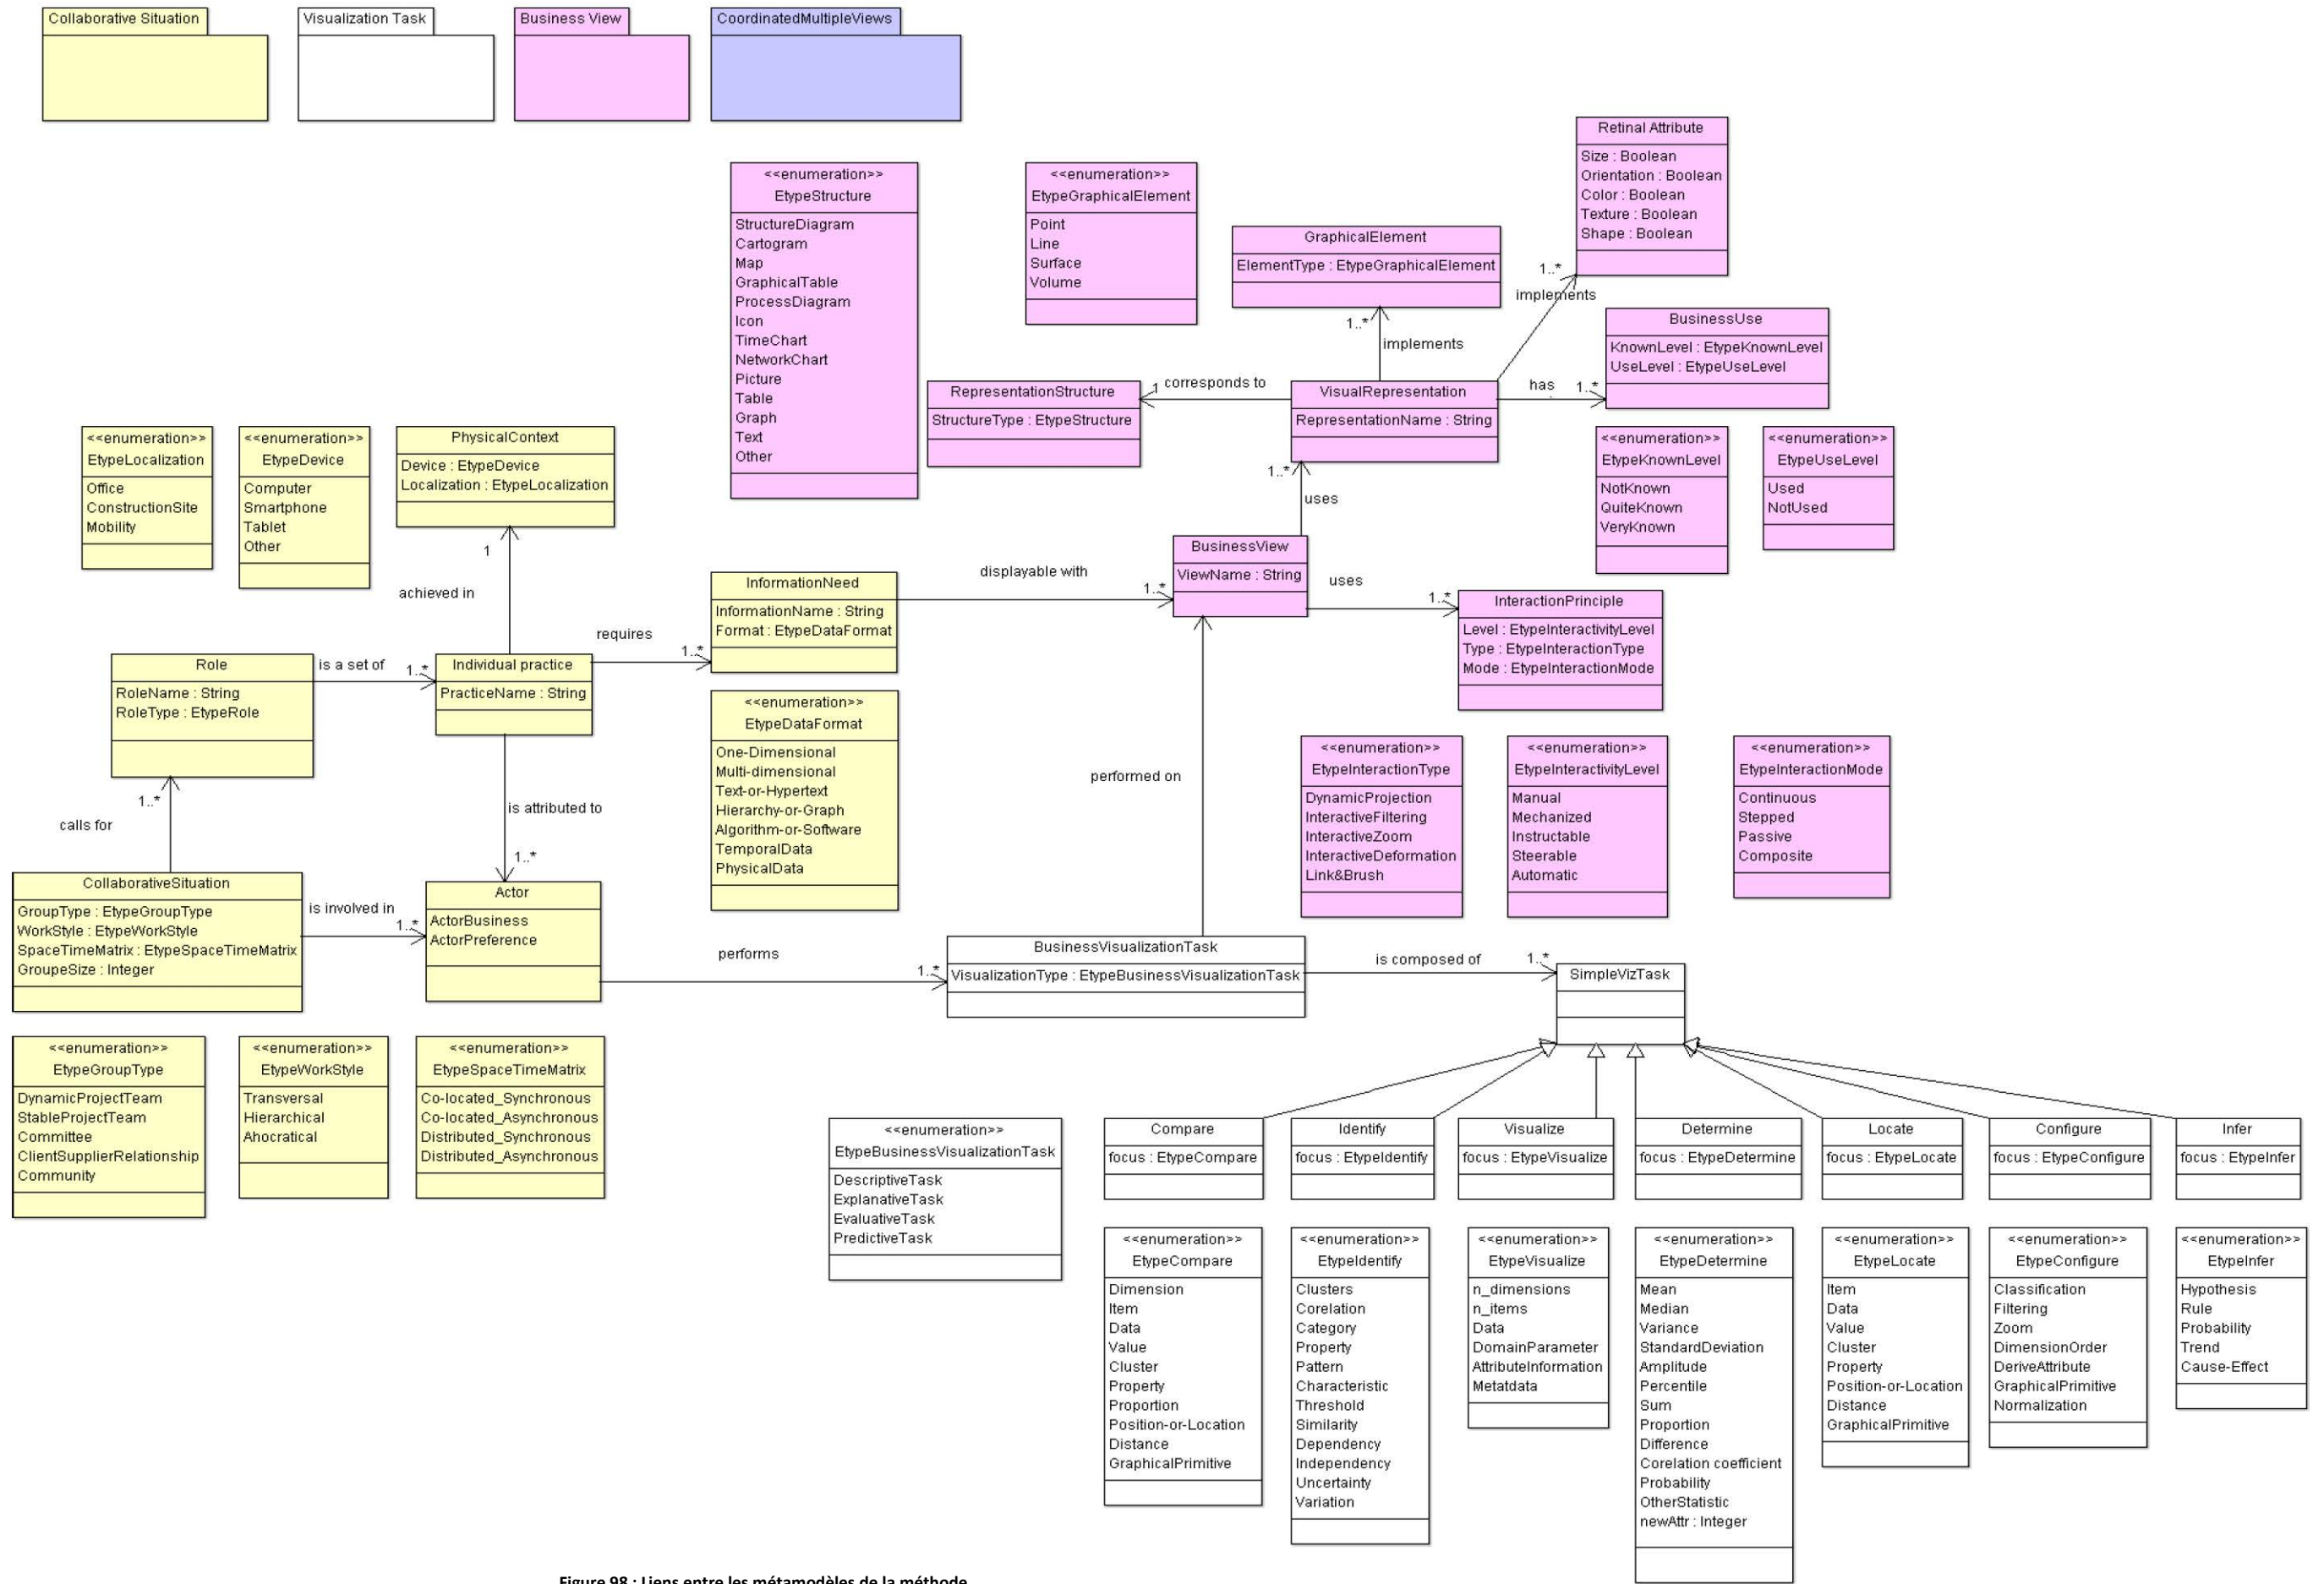 Collaborative Situation
Visualization Task
Business View
CoordinatedMultipleViews
Retinal Attribute
Size : Boolean
Orientation : Boolean
Color : Boolean
Texture : Boolean
Shape : Boolean
<<enumeration>>
EtypeStructure
StructureDiagram
Cartogram
Map
GraphicalTable
ProcessDiagram
Icon
TimeChart
NetworkChart
Picture
Table
Graph
Text
Other
<<enumeration>>
EtypeGraphicalElement
Point
Line
Surface
Volume
GraphicalElement
ElementType : EtypeGraphicalElement
1..*
implements
1..*
implements
BusinessUse
KnownLevel : EtypeKnownLevel
UseLevel : EtypeUseLevel
RepresentationStructure
StructureType : EtypeStructure
1
corresponds to
VisualRepresentation
RepresentationName : String
has
1..*
<<enumeration>>
EtypeLocalization
Office
ConstructionSite
Mobility
<<enumeration>>
EtypeDevice
Computer
Smartphone
Tablet
Other
PhysicalContext
Device : EtypeDevice
Localization : EtypeLocalization
<<enumeration>>
EtypeKnownLevel
NotKnown
QuiteKnown
VeryKnown
<<enumeration>>
EtypeUseLevel
Used
NotUsed
1..*
uses
1
achieved in
InformationNeed
InformationName : String
Format : EtypeDataFormat
displayable with
1..*
BusinessView
ViewName : String
uses
1..*
InteractionPrinciple
Level : EtypeInteractivityLevel
Type : EtypeInteractionType
Mode : EtypeInteractionMode
Role
RoleName : String
RoleType : EtypeRole
is a set of
1..*
Individual practice
PracticeName : String
requires
1..*
<<enumeration>>
EtypeDataFormat
One-Dimensional
Multi-dimensional
Text-or-Hypertext
Hierarchy-or-Graph
Algorithm-or-Software
TemporalData
PhysicalData
performed on
<<enumeration>>
EtypeInteractionType
DynamicProjection
InteractiveFiltering
InteractiveZoom
InteractiveDeformation
Link&Brush
<<enumeration>>
EtypeInteractivityLevel
Manual
Mechanized
Instructable
Steerable
Automatic
<<enumeration>>
EtypeInteractionMode
Continuous
Stepped
Passive
Composite
1..*
calls for
is attributed to
1..*
CollaborativeSituation
GroupType : EtypeGroupType
WorkStyle : EtypeWorkStyle
SpaceTimeMatrix : EtypeSpaceTimeMatrix
GroupeSize : Integer
is involved in
1..*
Actor
ActorBusiness
ActorPreference
performs
1..*
BusinessVisualizationTask
VisualizationType : EtypeBusinessVisualizationTask
is composed of
1..*
SimpleVizTask
<<enumeration>>
EtypeGroupType
DynamicProjectTeam
StableProjectTeam
Committee
ClientSupplierRelationship
Community
<<enumeration>>
EtypeWorkStyle
Transversal
Hierarchical
Ahocratical
<<enumeration>>
EtypeSpaceTimeMatrix
Co-located_Synchronous
Co-located_Asynchronous
Distributed_Synchronous
Distributed_Asynchronous
<<enumeration>>
EtypeBusinessVisualizationTask
DescriptiveTask
ExplanativeTask
EvaluativeTask
PredictiveTask
Compare
focus : EtypeCompare
Identify
focus : EtypeIdentify
Visualize
focus : EtypeVisualize
Determine
focus : EtypeDetermine
Locate
focus : EtypeLocate
Configure
focus : EtypeConfigure
Infer
focus : EtypeInfer
<<enumeration>>
EtypeCompare
Dimension
Item
Data
Value
Cluster
Property
Proportion
Position-or-Location
Distance
GraphicalPrimitive
<<enumeration>>
EtypeIdentify
Clusters
Corelation
Category
Property
Pattern
Characteristic
Threshold
Similarity
Dependency
Independency
Uncertainty
Variation
<<enumeration>>
EtypeVisualize
n_dimensions
n_items
Data
DomainParameter
AttributeInformation
Metatdata
<<enumeration>>
EtypeDetermine
Mean
Median
Variance
StandardDeviation
Amplitude
Percentile
Sum
Proportion
Difference
Corelation coefficient
Probability
OtherStatistic
newAttr : Integer
<<enumeration>>
EtypeLocate
Item
Data
Value
Cluster
Property
Position-or-Location
Distance
GraphicalPrimitive
<<enumeration>>
EtypeConfigure
Classification
Filtering
Zoom
DimensionOrder
DeriveAttribute
GraphicalPrimitive
Normalization
<<enumeration>>
EtypeInfer
Hypothesis
Rule
Probability
Trend
Cause-Effect
Figure 98 : Liens entre les métamodèles de la méthode